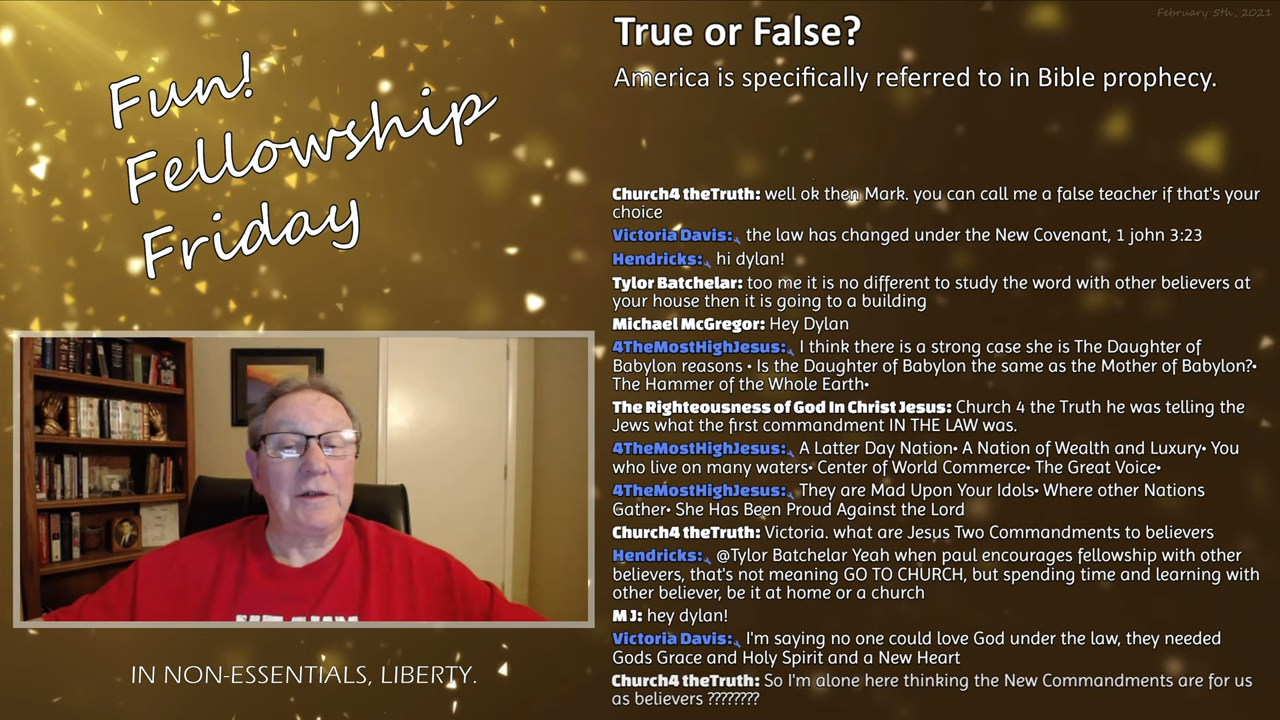 February 5th, 2021
Fun!
Fellowship
Friday
True or False?
America is specifically referred to in Bible prophecy.
Church4 theTruth: well ok then Mark. you can call me a false teacher if that's your
choice
Victoria Davis: the law has changed under the New Covenant, 1 john 3:23
Hendricks: hi dylan!
Tylor Batchelar: too me it is no different to study the word with other believers at
your house then it is going to a building
Michael McGregor: Hey Dylan
4TheMostHighJesus: I think there is a strong case she is The Daughter of
Babylon reasons • Is the Daughter of Babylon the same as the Mother of Babylon?•
The Hammer of the Whole Earth•
The Righteousness of God In Christ Jesus: Church 4 the Truth he was telling the
Jews what the first commandment IN THE LAW was.
4TheMostHighJesus: A Latter Day Nation• A Nation of Wealth and Luxury• You
who live on many waters• Center of World Commerce• The Great Voice•
4TheMostHighJesus: They are Mad Upon Your Idols• Where other Nations
Gather• She Has Been Proud Against the Lord
Church4 theTruth: Victoria. what are Jesus Two Commandments to believers
Hendricks: @Tylor Batchelar Yeah when paul encourages fellowship with other
believers, that's not meaning GO TO CHURCH, but spending time and learning with
other believer, be it at home or a church
M J: hey dylan!
Victoria Davis: I'm saying no one could love God under the law, they needed
Gods Grace and Holy Spirit and a New Heart
Church4 theTruth: So I'm alone here thinking the New Commandments are for us
as believers ????????
IN NON-ESSENTIALS, LIBERTY.